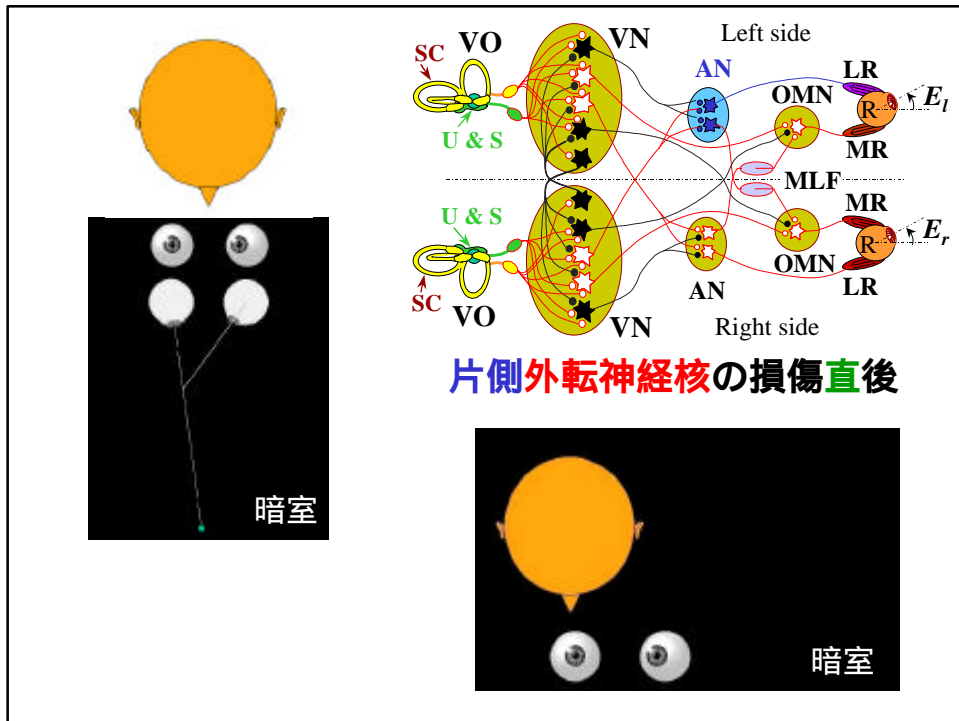 SC VO VN Left side
AN LR
OMN
R E_l
U & S MR
MLF
U & S MR
R E_r
SC VO VN AN OMN LR
Right side
片側外転神経核の損傷直後
暗室
暗室